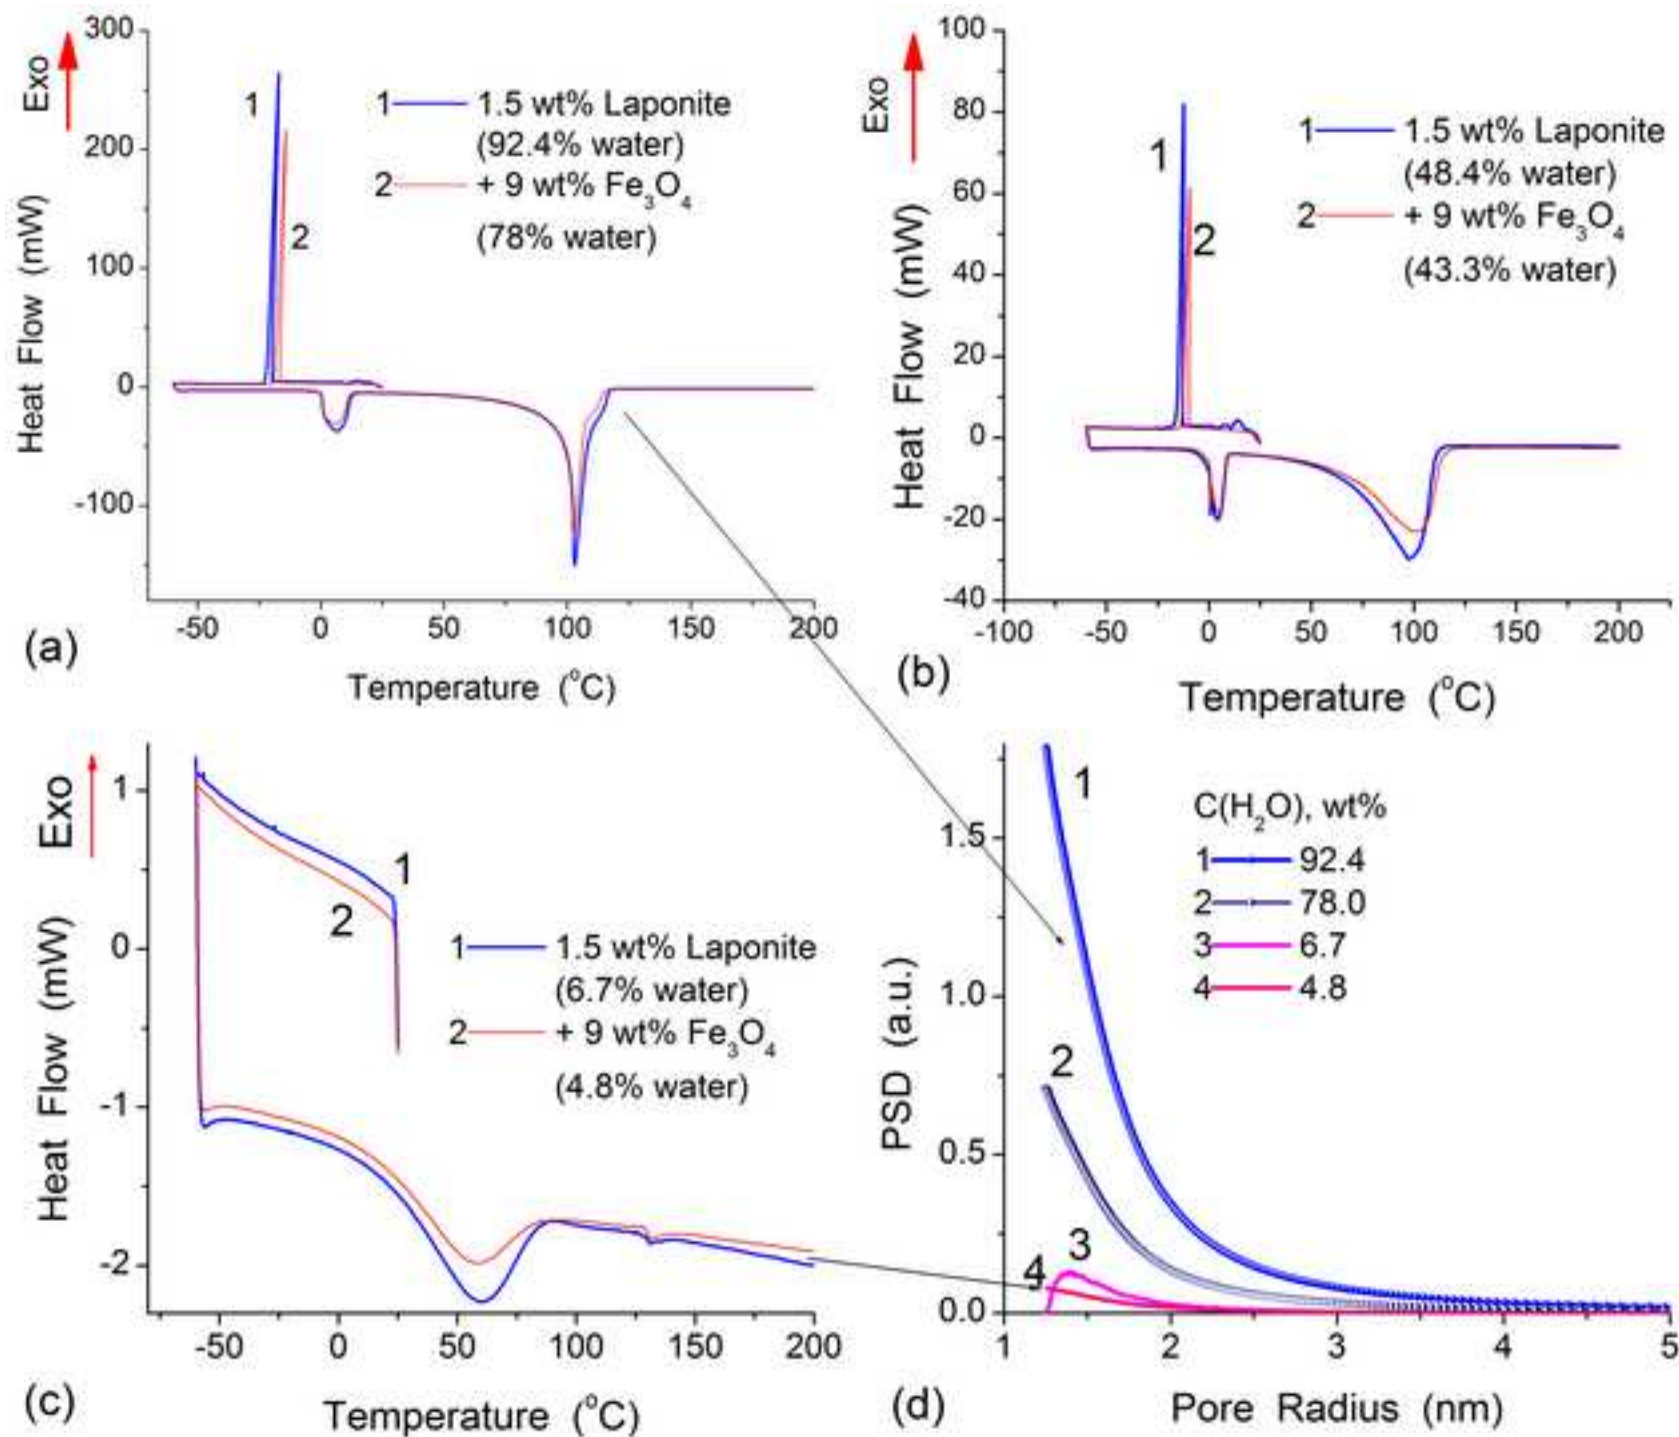 Exo
Heat Flow (mW)
300
200
100
0
-100
1
2
1 1.5 wt% Laponite
(92.4% water)
2 + 9 wt% Fe₃O₄
(78% water)
-50 0 50 100 150 200
(a)
Temperature (°C)
Exo
Heat Flow (mW)
100
80
60
40
20
0
-20
-40
1
2
1 1.5 wt% Laponite
(48.4% water)
2 + 9 wt% Fe₃O₄
(43.3% water)
-100 -50 0 50 100 150 200
(b)
Temperature (°C)
Exo
Heat Flow (mW)
1
0
-1
-2
1
2
1 1.5 wt% Laponite
(6.7% water)
2 + 9 wt% Fe₃O₄
(4.8% water)
-50 0 50 100 150 200
(c)
Temperature (°C)
PSD (a.u.)
1.5
1.0
0.5
0.0
1
2
3
4
C(H₂O), wt%
1 92.4
2 78.0
3 6.7
4 4.8
1 2 3 4 5
(d)
Pore Radius (nm)